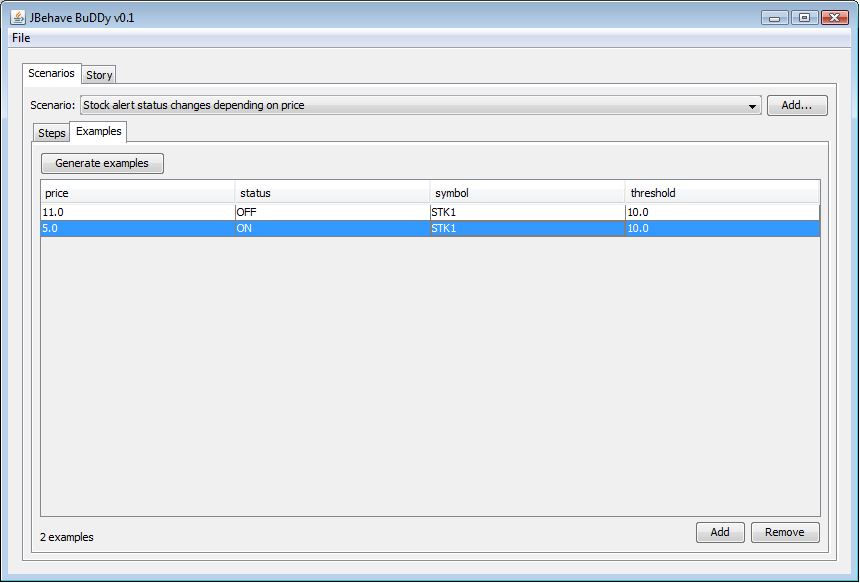 JBehave BuDDy v0.1
File
Scenarios Story
Scenario: Stock alert status changes depending on price Add...
Steps Examples
Generate examples
price status symbol threshold
11.0 OFF STK1 10.0
5.0 ON STK1 10.0
2 examples Add Remove